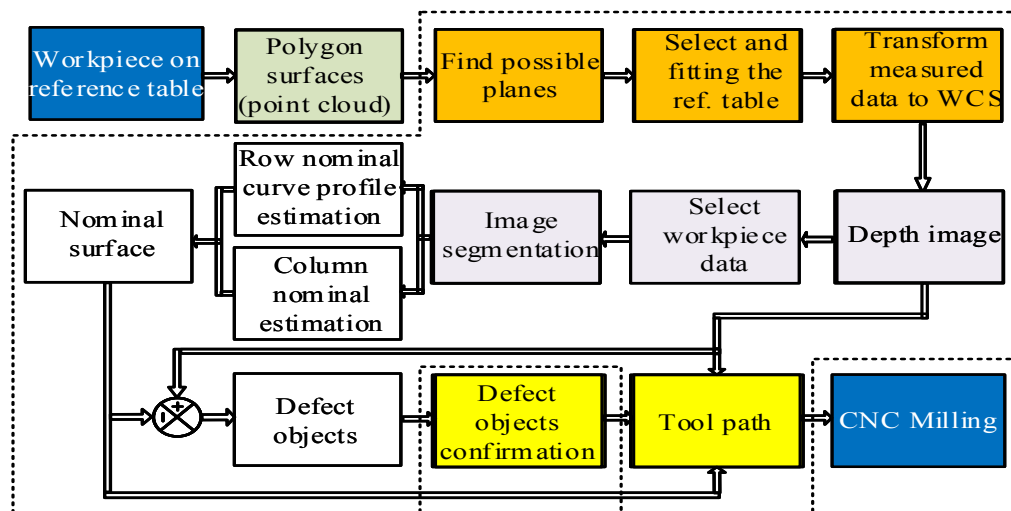 Workpiece on
reference table
Polygon
surfaces
(point cloud)
Find possible
planes
Select and
fitting the
ref. table
Transform
measured
data to WCS
Row nominal
curve profile
estimation
Nominal
surface
Column
nominal
estimation
Image
segmentation
Select
workpiece
data
Depth image
+
-
Defect
objects
Defect
objects
confirmation
Tool path
CNC Milling